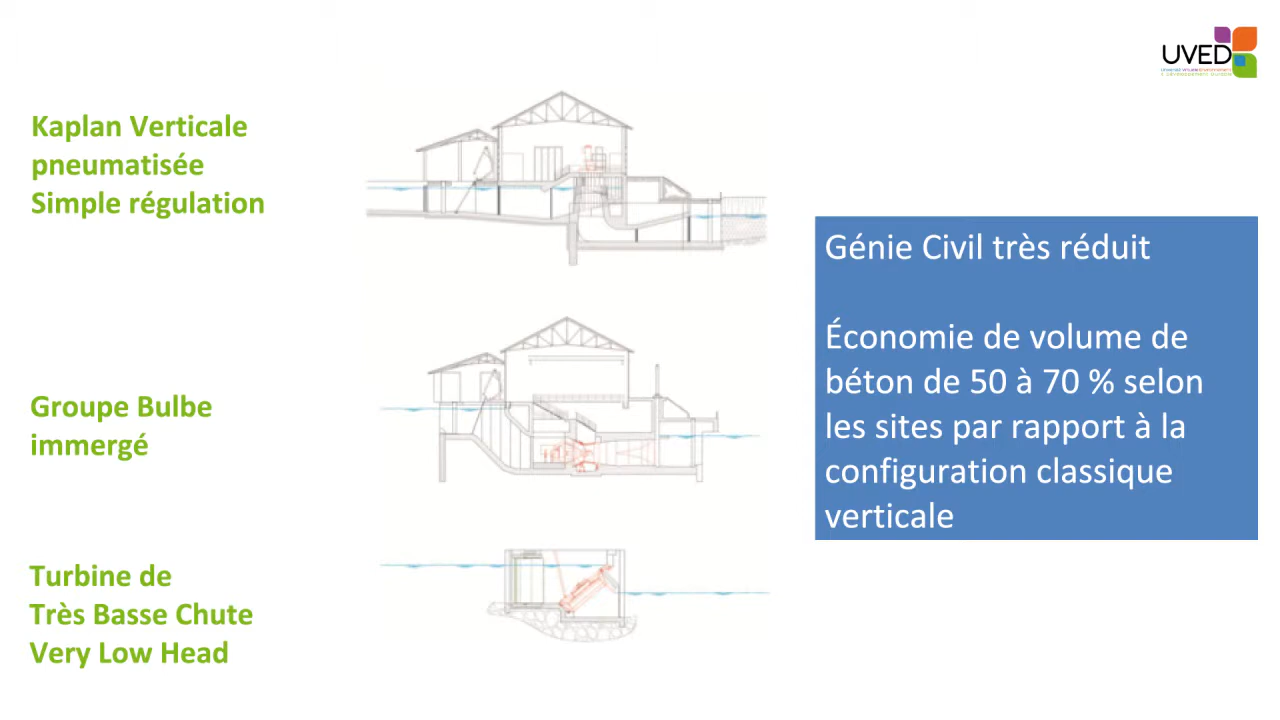 UVED
Kaplan Verticale
pneumatisée
Simple régulation
Génie Civil très réduit
Économie de volume de
béton de 50 à 70 % selon
les sites par rapport à la
configuration classique
verticale
Groupe Bulbe
immergé
Turbine de
Très Basse Chute
Very Low Head